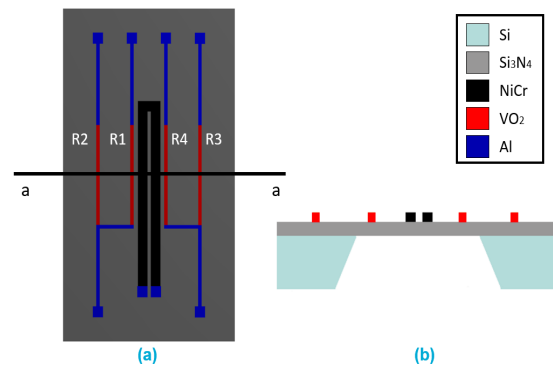 R2 R1 R4 R3
a a
(a)
Si
Si₃N₄
NiCr
VO₂
Al
(b)